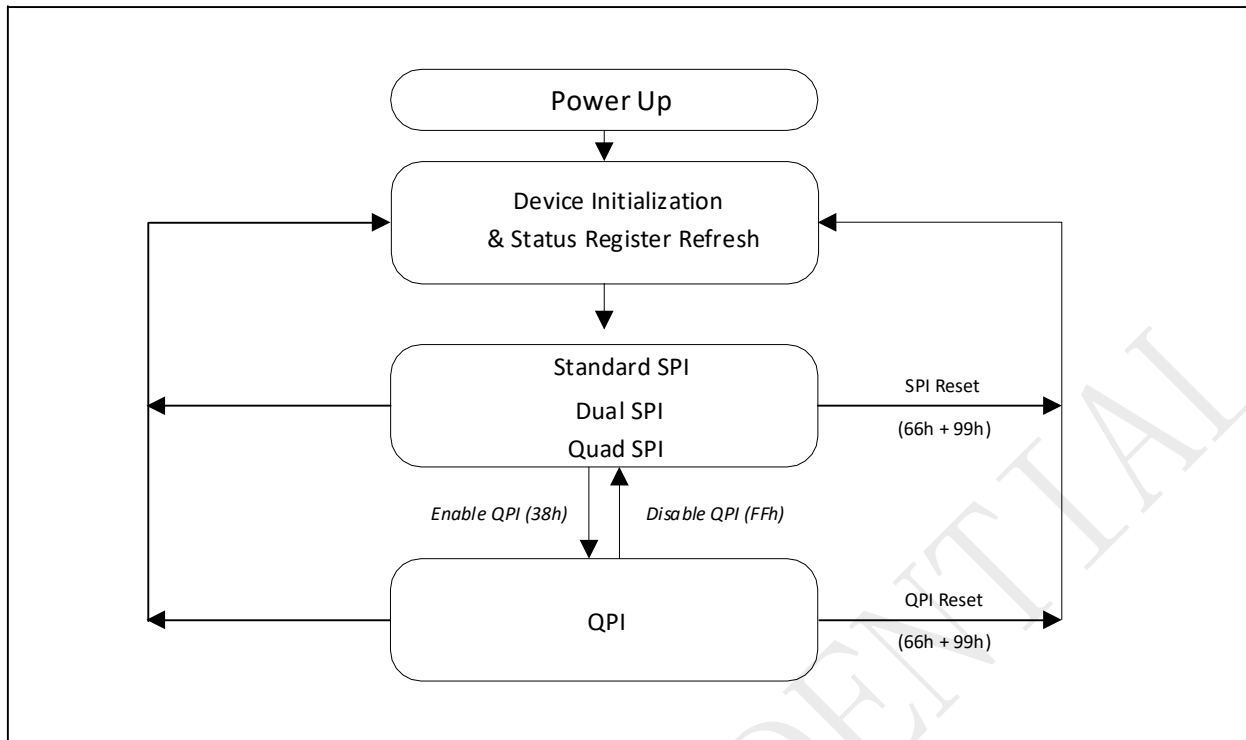 Power Up
Device Initialization
& Status Register Refresh
Standard SPI
Dual SPI
Quad SPI
SPI Reset
(66h + 99h)
Enable QPI (38h)
Disable QPI (FFh)
QPI
QPI Reset
(66h + 99h)
DENTIAL